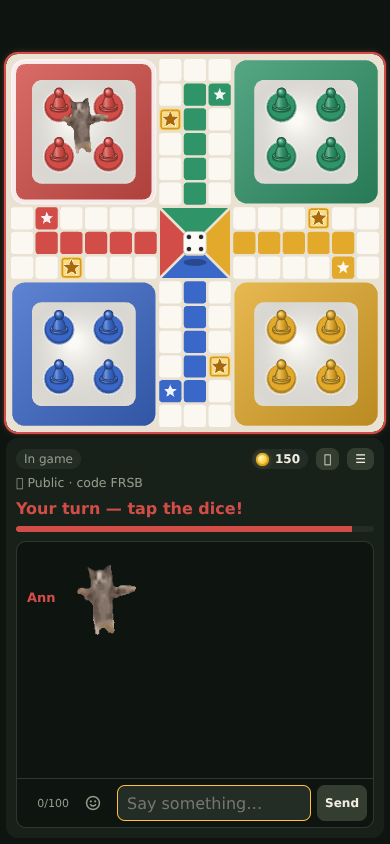 In game
150
Public · code FRSB
Your turn — tap the dice!
Ann
0/100
Say something...
Send